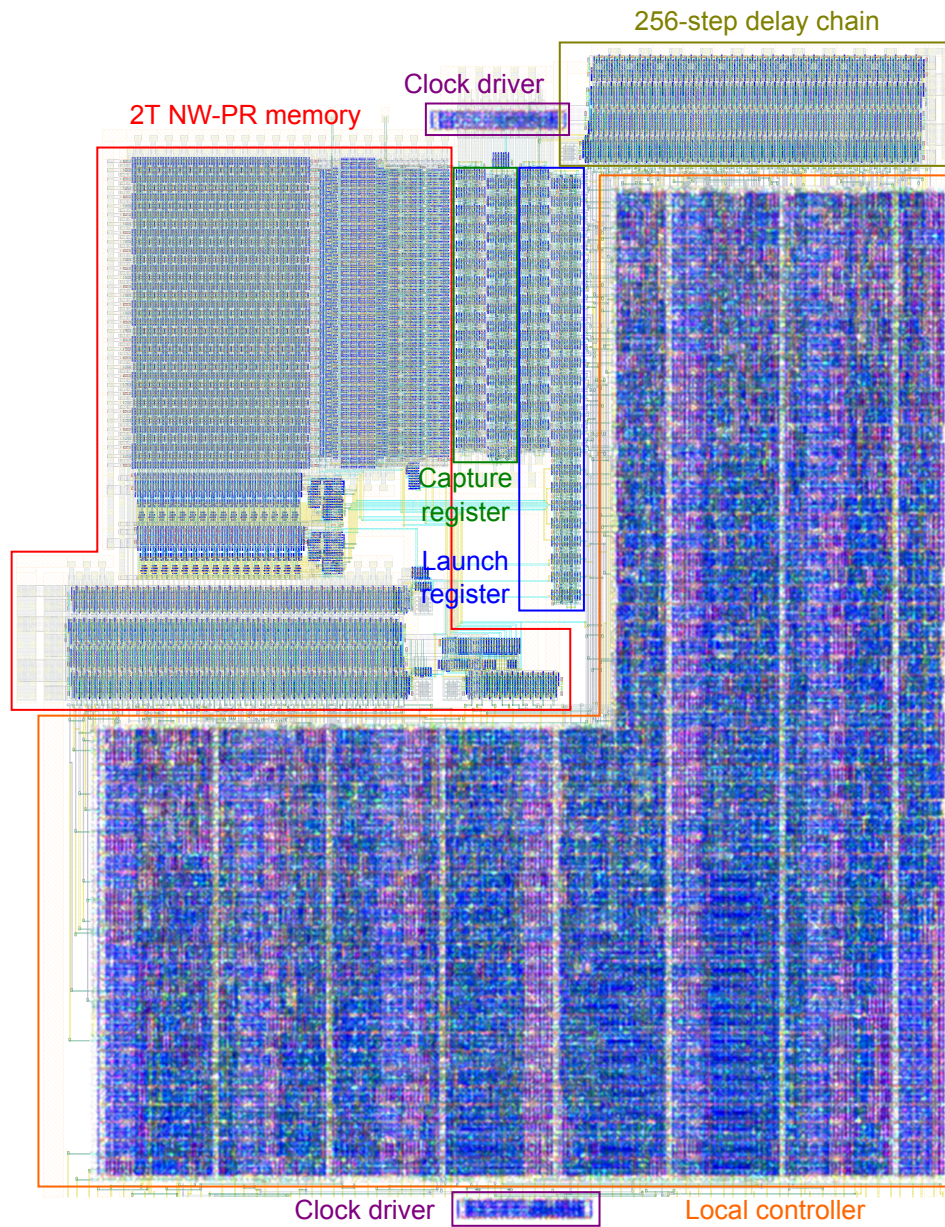 256-step delay chain
Clock driver
2T NW-PR memory
Capture
register
Launch
register
Clock driver
Local controller